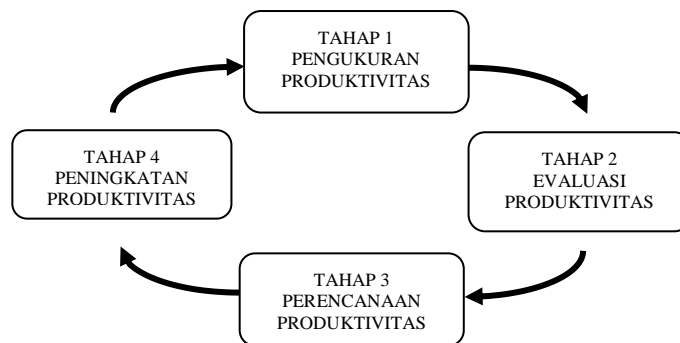 TAHAP 1
PENGUKURAN
PRODUKTIVITAS
TAHAP 2
EVALUASI
PRODUKTIVITAS
TAHAP 3
PERENCANAAN
PRODUKTIVITAS
TAHAP 4
PENINGKATAN
PRODUKTIVITAS